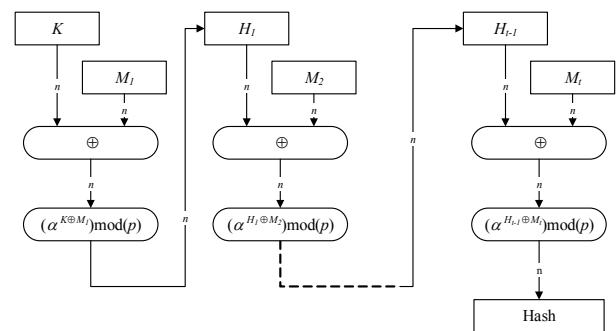 K H₁ Hₜ₋₁
n M₁ n M₂ n Mₜ
n n n
⊕ ⊕ n ⊕
n n n
n
(α^{K⊕M₁})mod(p) (α^{H₁⊕M₂})mod(p) (α^{Hₜ₋₁⊕Mₜ})mod(p)
n
Hash